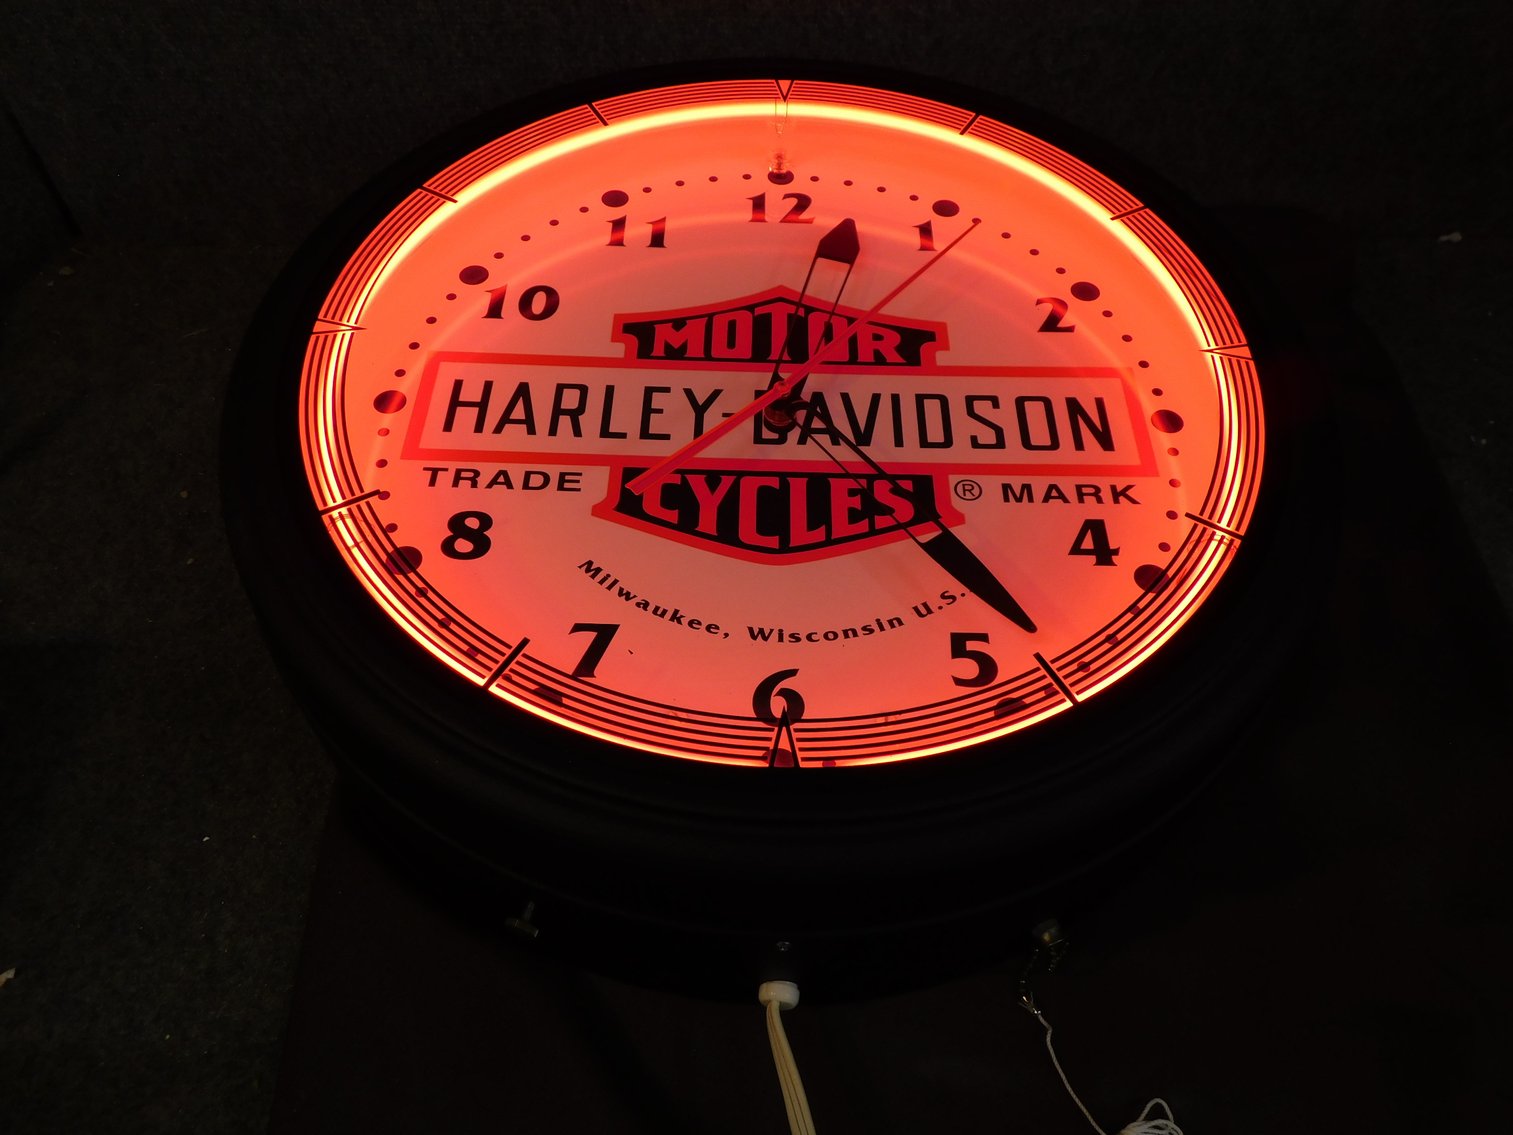 12
11 1
10 2
MOTOR
HARLEY-DAVIDSON
TRADE ® MARK
CYCLES
8 4
Milwaukee, Wisconsin U.S.
7 5
6